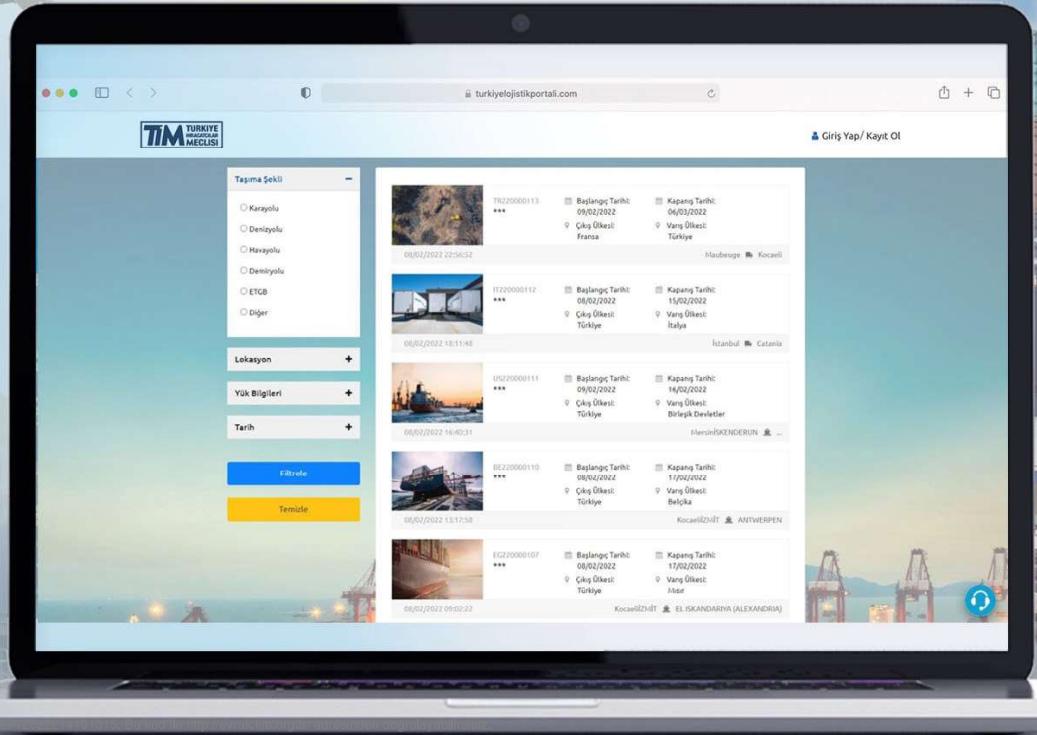 turkiyelojistikportali.com
TİM TÜRKİYE
İHRACATÇILAR
MECLİSİ
Giriş Yap/ Kayıt Ol
Taşıma Şekli
Karayolu
Denizyolu
Havayolu
Demiryolu
ETGB
Diğer
Lokasyon
Yük Bilgileri
Tarih
Filtrele
Temizle
TR220000113
***
Başlangıç Tarihi:
09/02/2022
Kapanış Tarihi:
06/03/2022
Çıkış Ülkesi:
Fransa
Varış Ülkesi:
Türkiye
08/02/2022 22:56:52
Maubeuge Kocaeli
IT220000112
***
Başlangıç Tarihi:
08/02/2022
Kapanış Tarihi:
15/02/2022
Çıkış Ülkesi:
Türkiye
Varış Ülkesi:
İtalya
08/02/2022 18:11:48
İstanbul Catania
US220000111
***
Başlangıç Tarihi:
09/02/2022
Kapanış Tarihi:
16/02/2022
Çıkış Ülkesi:
Türkiye
Varış Ülkesi:
Birleşik Devletler
08/02/2022 16:40:31
MersinİSKENDERUN ...
BE220000110
***
Başlangıç Tarihi:
08/02/2022
Kapanış Tarihi:
17/02/2022
Çıkış Ülkesi:
Türkiye
Varış Ülkesi:
Belçika
08/02/2022 13:17:58
KocaeliİZMİT ANTWERPEN
EG220000107
***
Başlangıç Tarihi:
08/02/2022
Kapanış Tarihi:
17/02/2022
Çıkış Ülkesi:
Türkiye
Varış Ülkesi:
Mısır
08/02/2022 09:02:22
KocaeliİZMİT EL ISKANDARIYA (ALEXANDRIA)